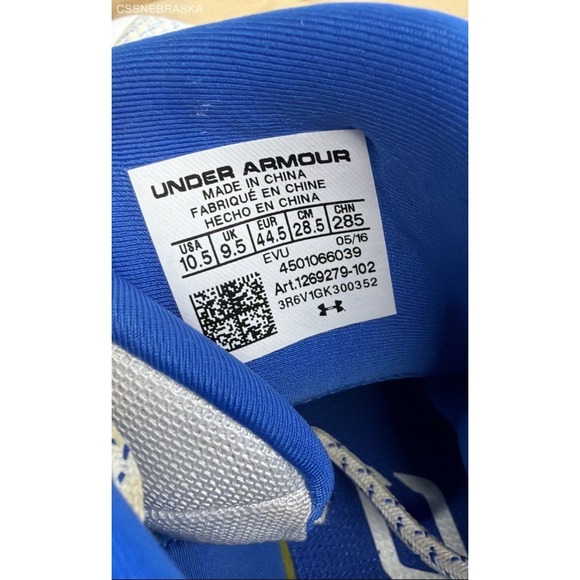 CSSNEBRASKA
UNDER ARMOUR
MADE IN CHINA
FABRIQUÉ EN CHINE
HECHO EN CHINA
USA UK EUR CM CHN
10.5 9.5 44.5 28.5 285
EVU 05/16
4501066039
Art.1269279-102
3R6V1GK300352